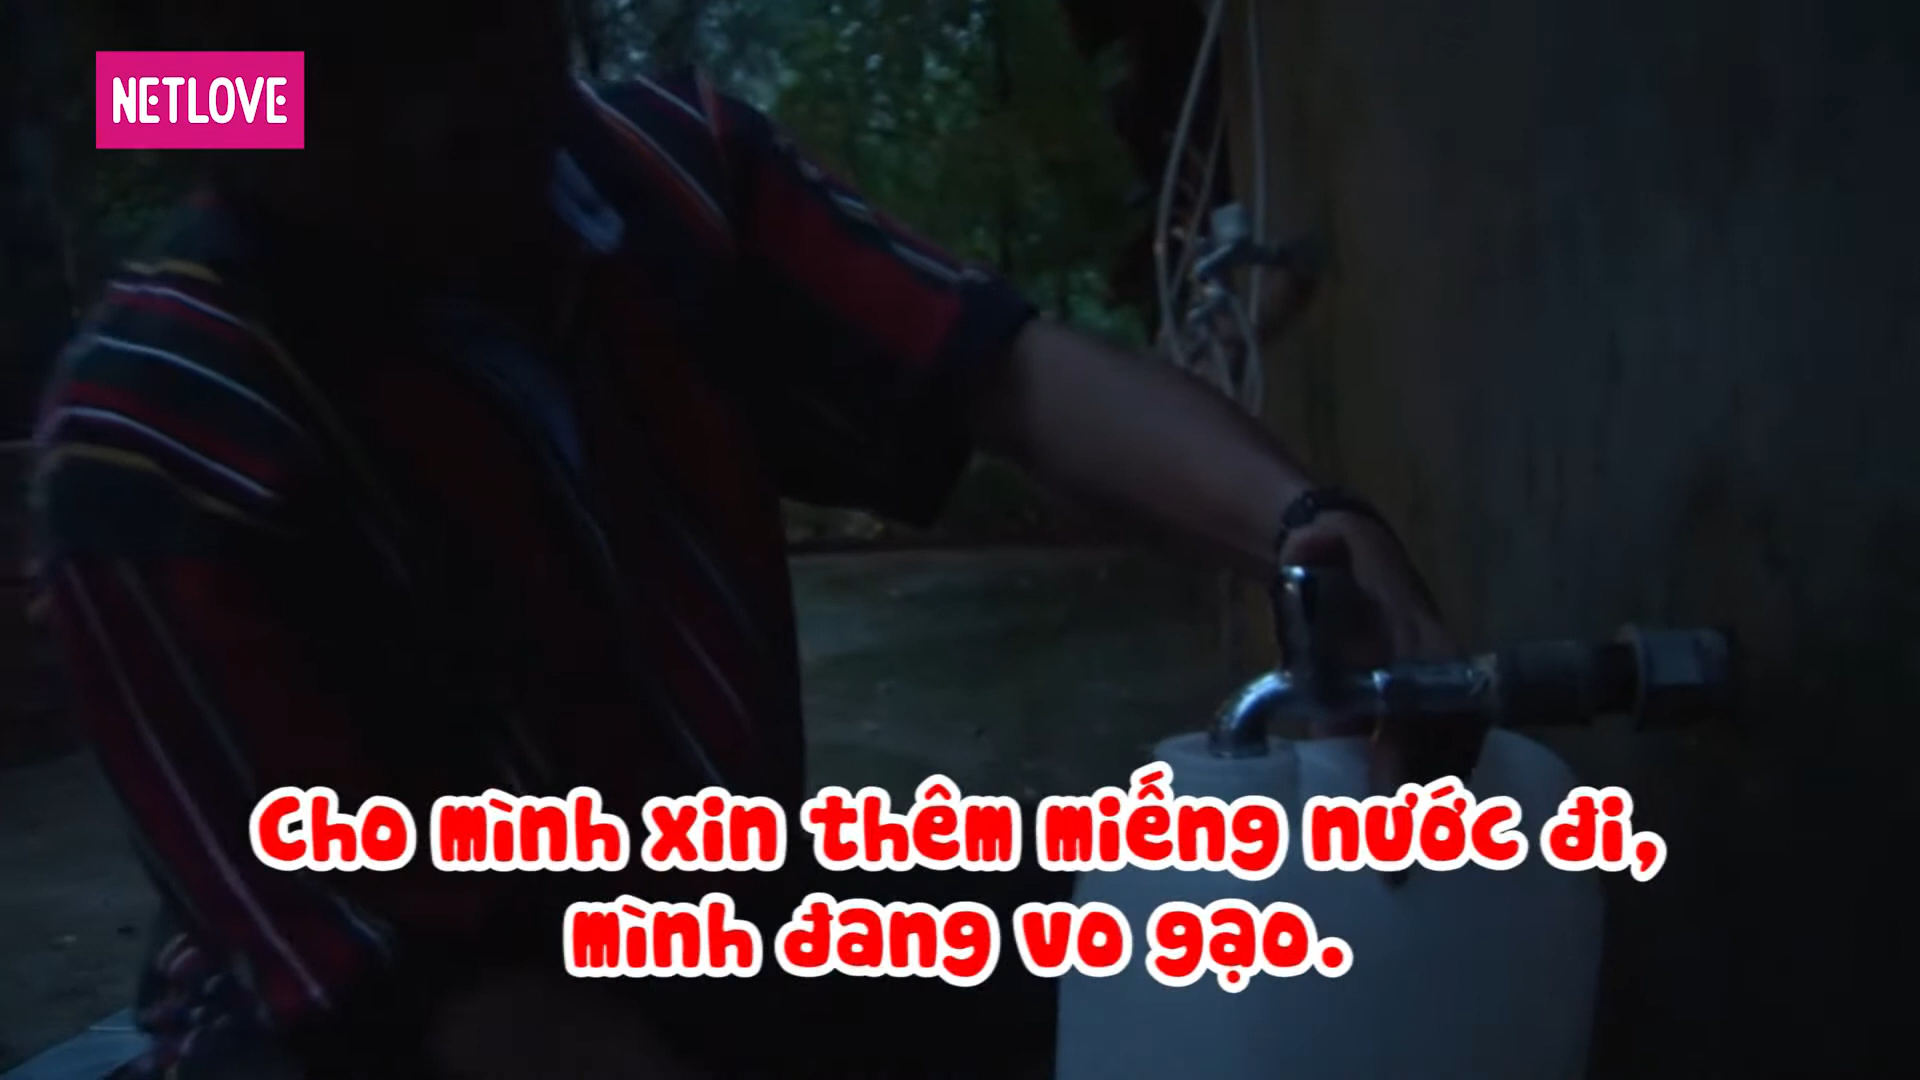 NETLOVE
Cho mình xin thêm miếng nước đi,
mình đang vo gạo.